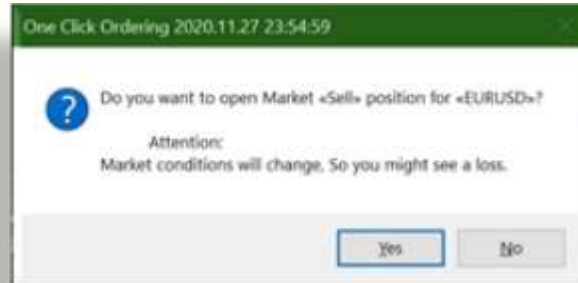 One Click Ordering 2020.11.27 23:54:59
Do you want to open Market «Sell» position for «EURUSD»?
Attention:
Market conditions will change, So you might see a loss.
Yes
No